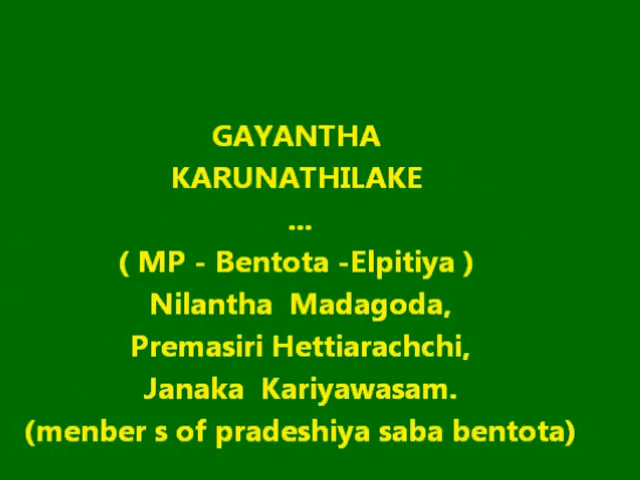 GAYANTHA
KARUNATHILAKE
...
( MP - Bentota -Elpitiya )
Nilantha  Madagoda,
Premasiri Hettiarachchi,
Janaka  Kariyawasam.
(menber s of pradeshiya saba bentota)